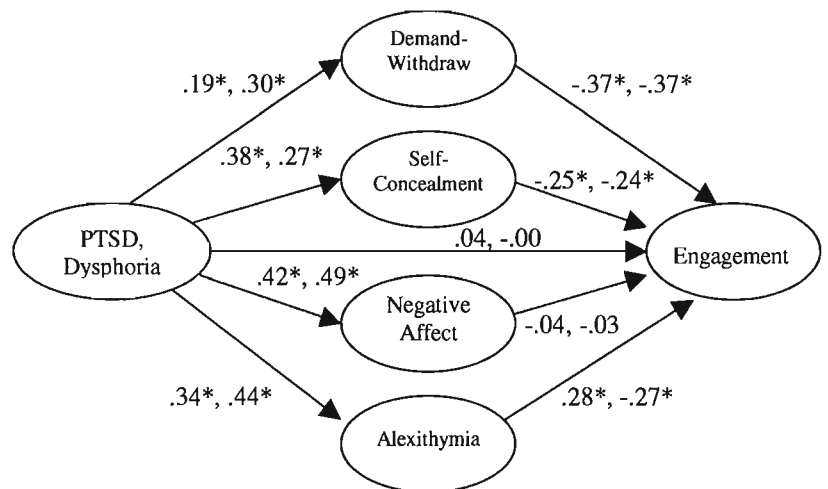 Demand-
Withdraw
.19*, .30*
-.37*, -.37*
.38*, .27*
Self-
Concealment
-.25*, -.24*
PTSD,
Dysphoria
.04, -.00
Engagement
.42*, .49*
Negative
Affect
-.04, -.03
.34*, .44*
.28*, -.27*
Alexithymia